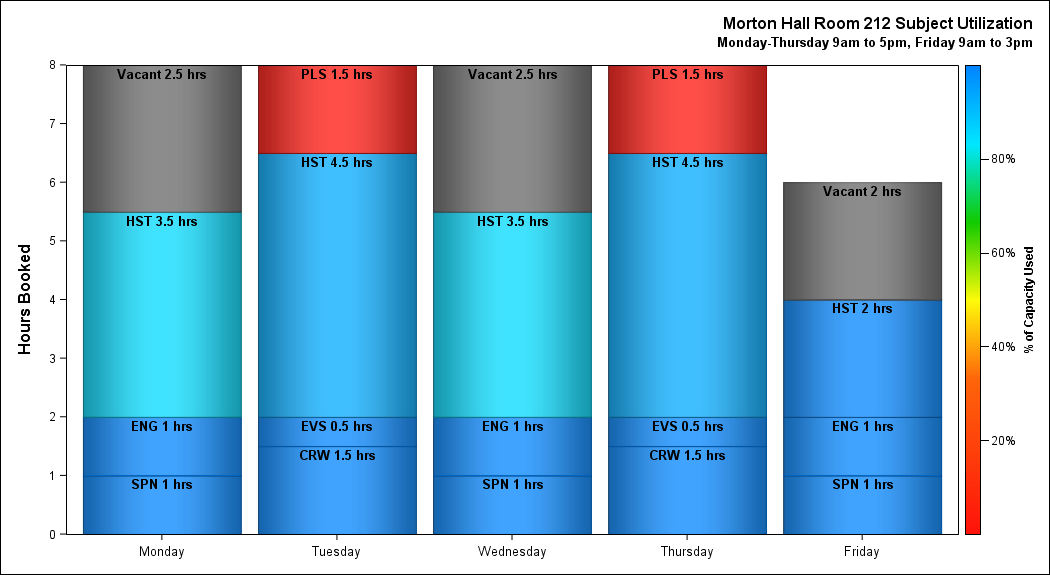 Morton Hall Room 212 Subject Utilization
Monday-Thursday 9am to 5pm, Friday 9am to 3pm
Hours Booked
8
7
6
5
4
3
2
1
0
Vacant 2.5 hrs
HST 3.5 hrs
ENG 1 hrs
SPN 1 hrs
PLS 1.5 hrs
HST 4.5 hrs
EVS 0.5 hrs
CRW 1.5 hrs
Vacant 2.5 hrs
HST 3.5 hrs
ENG 1 hrs
SPN 1 hrs
PLS 1.5 hrs
HST 4.5 hrs
EVS 0.5 hrs
CRW 1.5 hrs
Vacant 2 hrs
HST 2 hrs
ENG 1 hrs
SPN 1 hrs
Monday
Tuesday
Wednesday
Thursday
Friday
80%
60%
40%
20%
% of Capacity Used